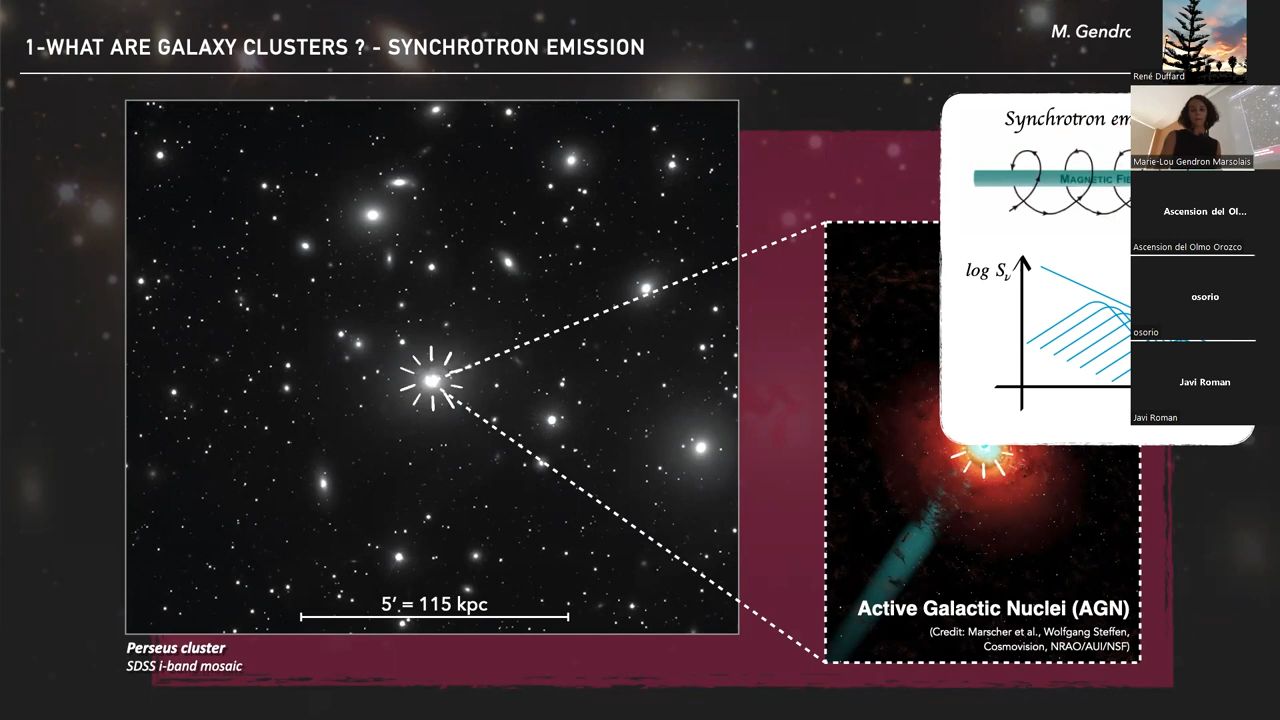 1-WHAT ARE GALAXY CLUSTERS ? - SYNCHROTRON EMISSION
M. Gendro
René Duffard
Marie-Lou Gendron Marsolais
Synchrotron em
MAGNETIC FIE
Ascension del Ol...
Ascension del Olmo Orozco
log Sν
osorio
osorio
Javi Roman
Javi Roman
5' = 115 kpc
Active Galactic Nuclei (AGN)
(Credit: Marscher et al., Wolfgang Steffen,
Cosmovision, NRAO/AUI/NSF)
Perseus cluster
SDSS i-band mosaic